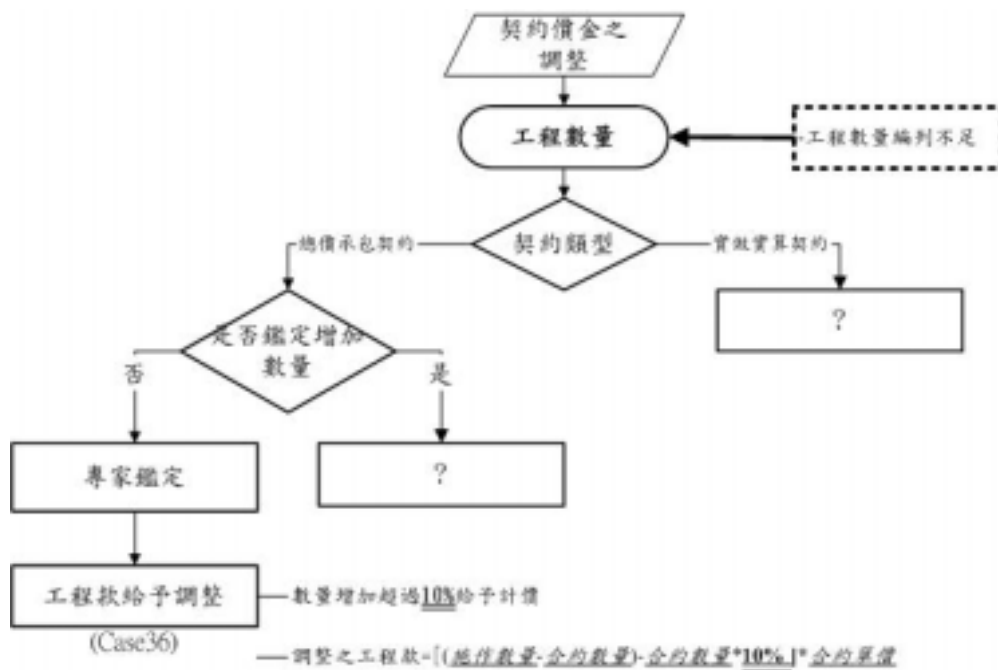 契約價金之
調整
工程數量
工程數量編列不足
契約類型
總價承包契約
實做實算契約
?
是否鑑定增加
數量
否
是
專家鑑定
?
工程款給予調整
數量增加超過10%給予計價
(Case36)
調整之工程款=[(施作數量-合約數量)-合約數量*10%]*合約單價